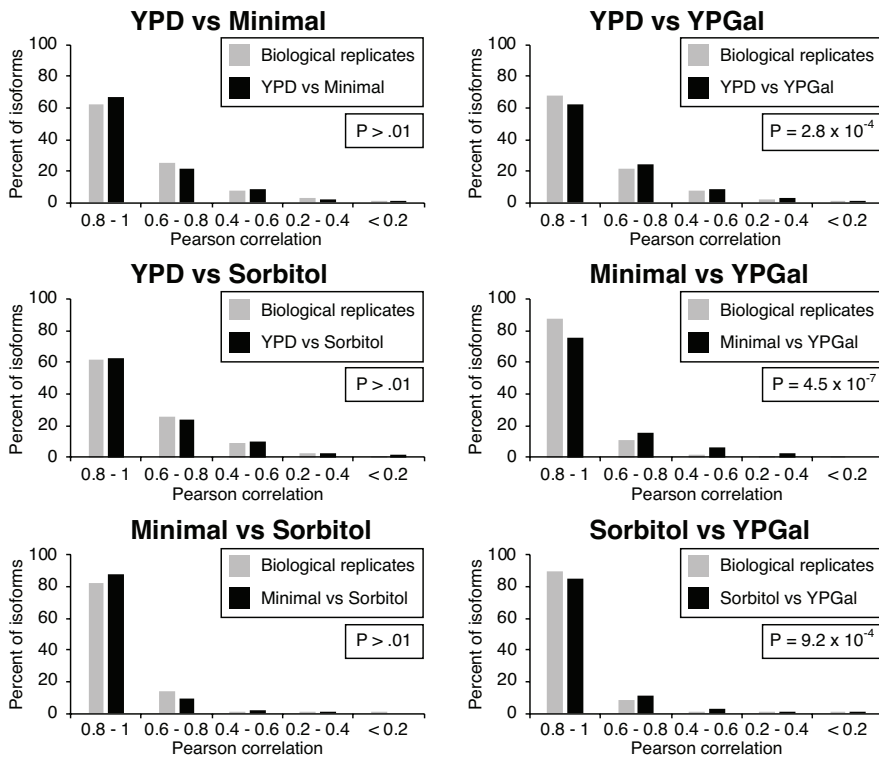 YPD vs Minimal
100
80
60
40
20
0
Percent of isoforms
Biological replicates
YPD vs Minimal
P > .01
0.8 - 1 0.6 - 0.8 0.4 - 0.6 0.2 - 0.4 < 0.2
Pearson correlation
YPD vs YPGal
100
80
60
40
20
0
Percent of isoforms
Biological replicates
YPD vs YPGal
P = 2.8 x 10-4
0.8 - 1 0.6 - 0.8 0.4 - 0.6 0.2 - 0.4 < 0.2
Pearson correlation
YPD vs Sorbitol
100
80
60
40
20
0
Percent of isoforms
Biological replicates
YPD vs Sorbitol
P > .01
0.8 - 1 0.6 - 0.8 0.4 - 0.6 0.2 - 0.4 < 0.2
Pearson correlation
Minimal vs YPGal
100
80
60
40
20
0
Percent of isoforms
Biological replicates
Minimal vs YPGal
P = 4.5 x 10-7
0.8 - 1 0.6 - 0.8 0.4 - 0.6 0.2 - 0.4 < 0.2
Pearson correlation
Minimal vs Sorbitol
100
80
60
40
20
0
Percent of isoforms
Biological replicates
Minimal vs Sorbitol
P > .01
0.8 - 1 0.6 - 0.8 0.4 - 0.6 0.2 - 0.4 < 0.2
Pearson correlation
Sorbitol vs YPGal
100
80
60
40
20
0
Percent of isoforms
Biological replicates
Sorbitol vs YPGal
P = 9.2 x 10-4
0.8 - 1 0.6 - 0.8 0.4 - 0.6 0.2 - 0.4 < 0.2
Pearson correlation